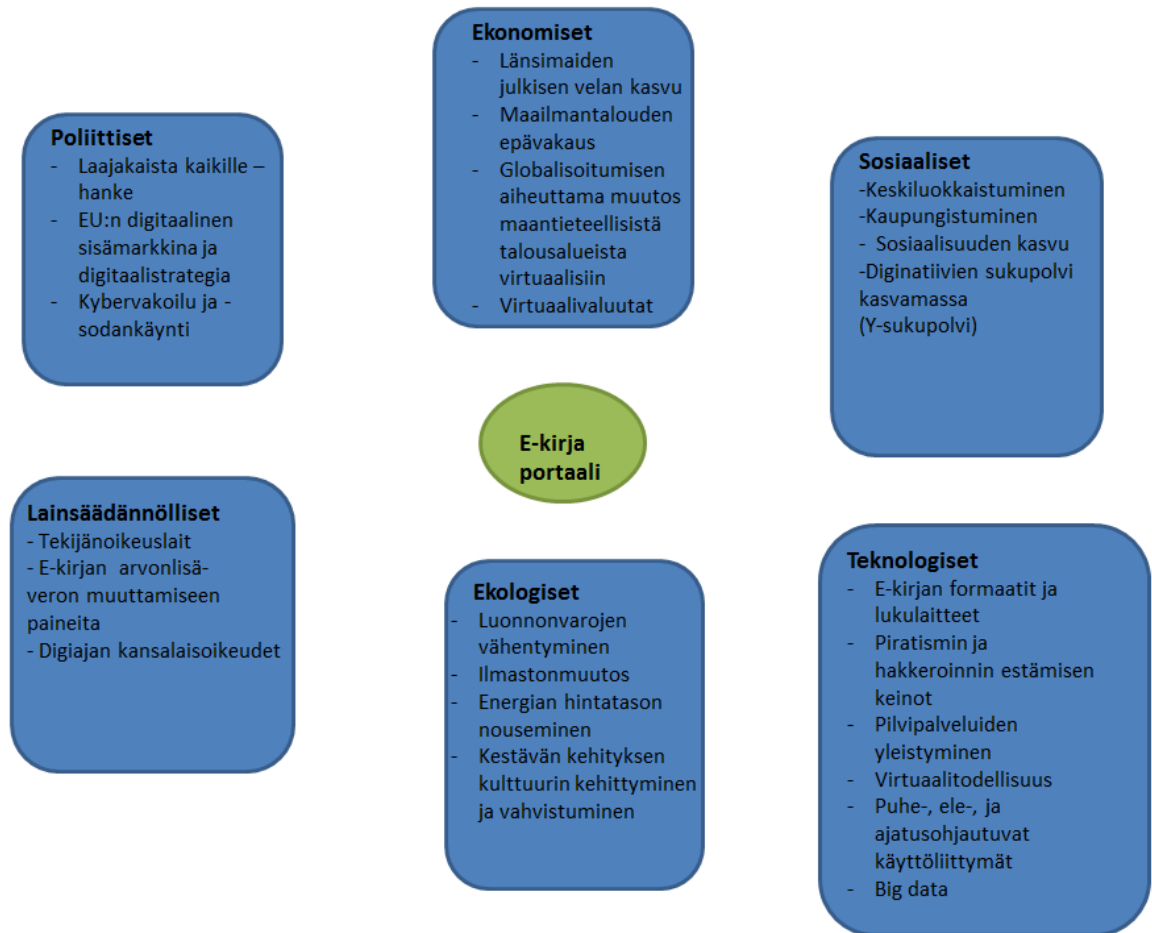 Ekonomiset
- Länsimaiden
julkisen velan kasvu
- Maailmantalouden
epävakaus
- Globalisoitumisen
aiheuttama muutos
maantieteellisistä
talousalueista
virtuaalisiin
- Virtuaalivaluutat
Poliittiset
- Laajakaista kaikille –
hanke
- EU:n digitaalinen
sisämarkkina ja
digitaalistrategia
- Kybervakoilu ja -
sodankäynti
Sosiaaliset
-Keskiluokkaistuminen
-Kaupungistuminen
- Sosiaalisuuden kasvu
-Diginatiivien sukupolvi
kasvamassa
(Y-sukupolvi)
E-kirja
portaali
Lainsäädännölliset
- Tekijänoikeuslait
- E-kirjan arvonlisä-
veron muuttamiseen
paineita
- Digiajan kansalaisoikeudet
Ekologiset
- Luonnonvarojen
vähentyminen
- Ilmastonmuutos
- Energian hintatason
nouseminen
- Kestävän kehityksen
kulttuurin kehittyminen
ja vahvistuminen
Teknologiset
- E-kirjan formaatit ja
lukulaitteet
- Piratismin ja
hakkeroinnin estämisen
keinot
- Pilvipalveluiden
yleistyminen
- Virtuaalitodellisuus
- Puhe-, ele-, ja
ajatusohjautuvat
käyttöliittymät
- Big data